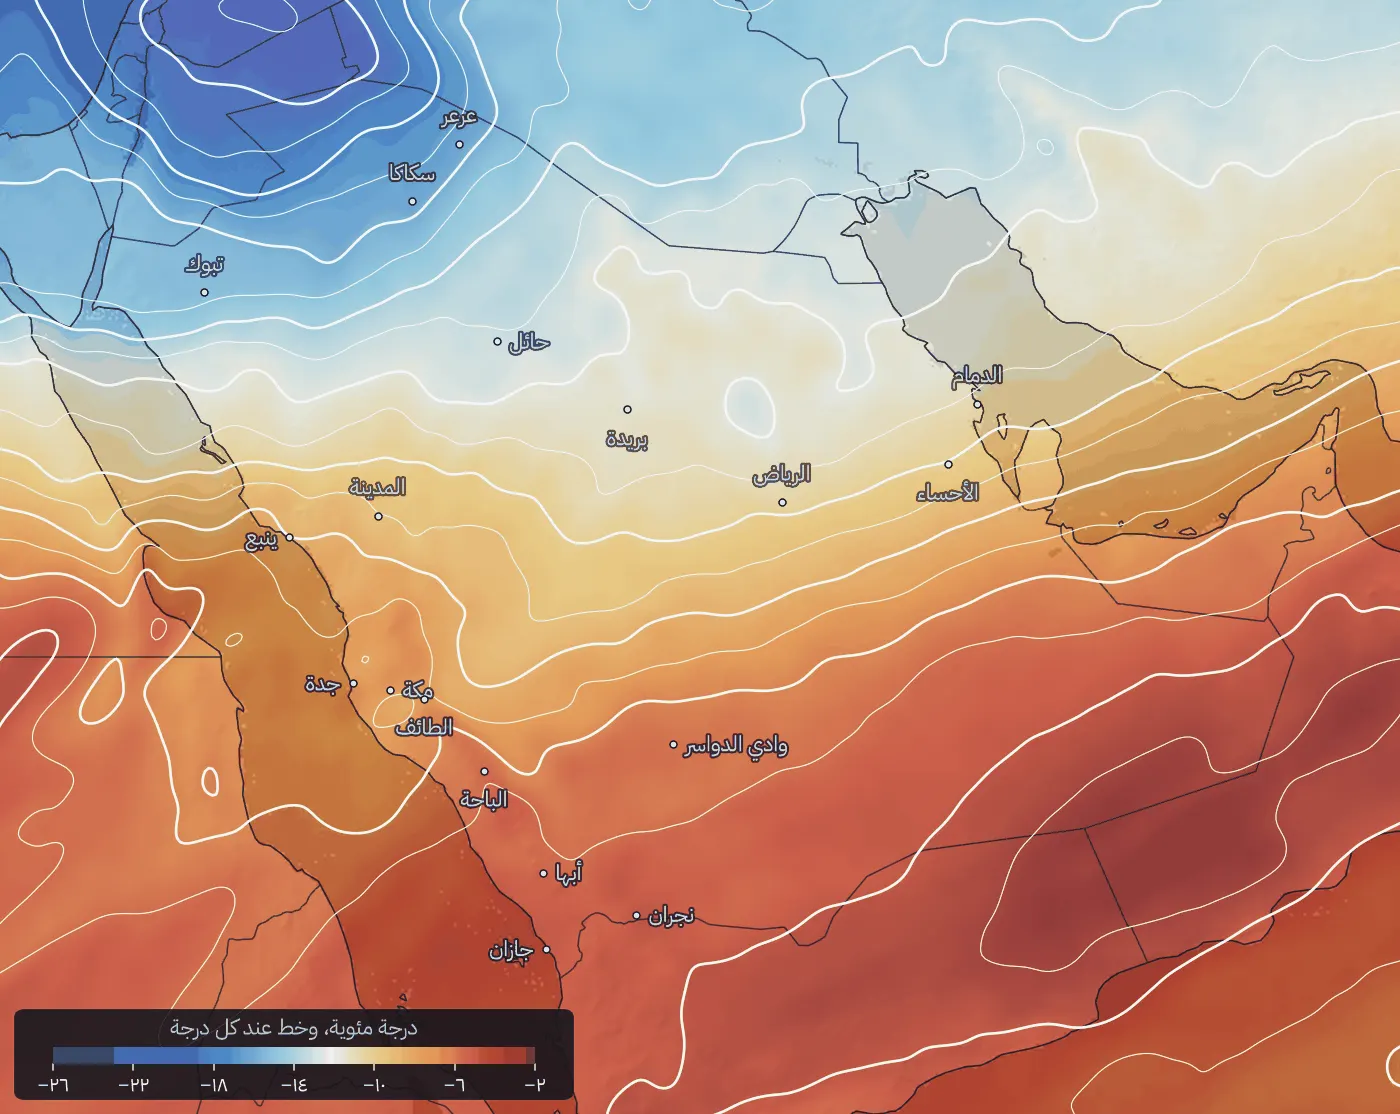 عرعر
سكاكا
تبوك
حائل
الدمام
بريدة
الرياض
الأحساء
المدينة
ينبع
جدة
مكة
الطائف
وادي الدواسر
الباحة
أبها
نجران
جازان
درجة مئوية، وخط عند كل درجة
−٢٦ −٢٢ −١٨ −١٤ −١٠ −٦ −٢